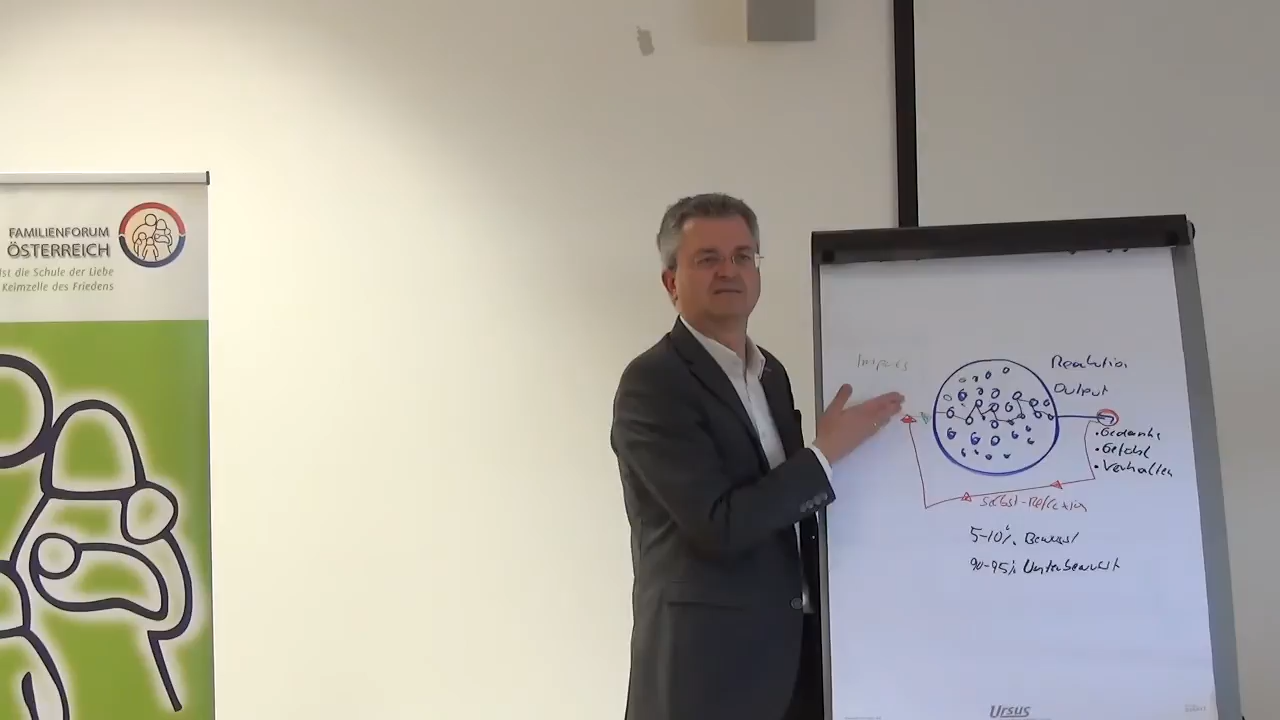 FAMILIENFORUM
ÖSTERREICH
ist die Schule der Liebe
Keimzelle des Friedens
Impuls
Reaktion
Output
• Gedanke
• Gefühl
• Verhalten
Selbst-Reflektion
5-10% Bewusst
90-95% Unterbewusst
Ursus